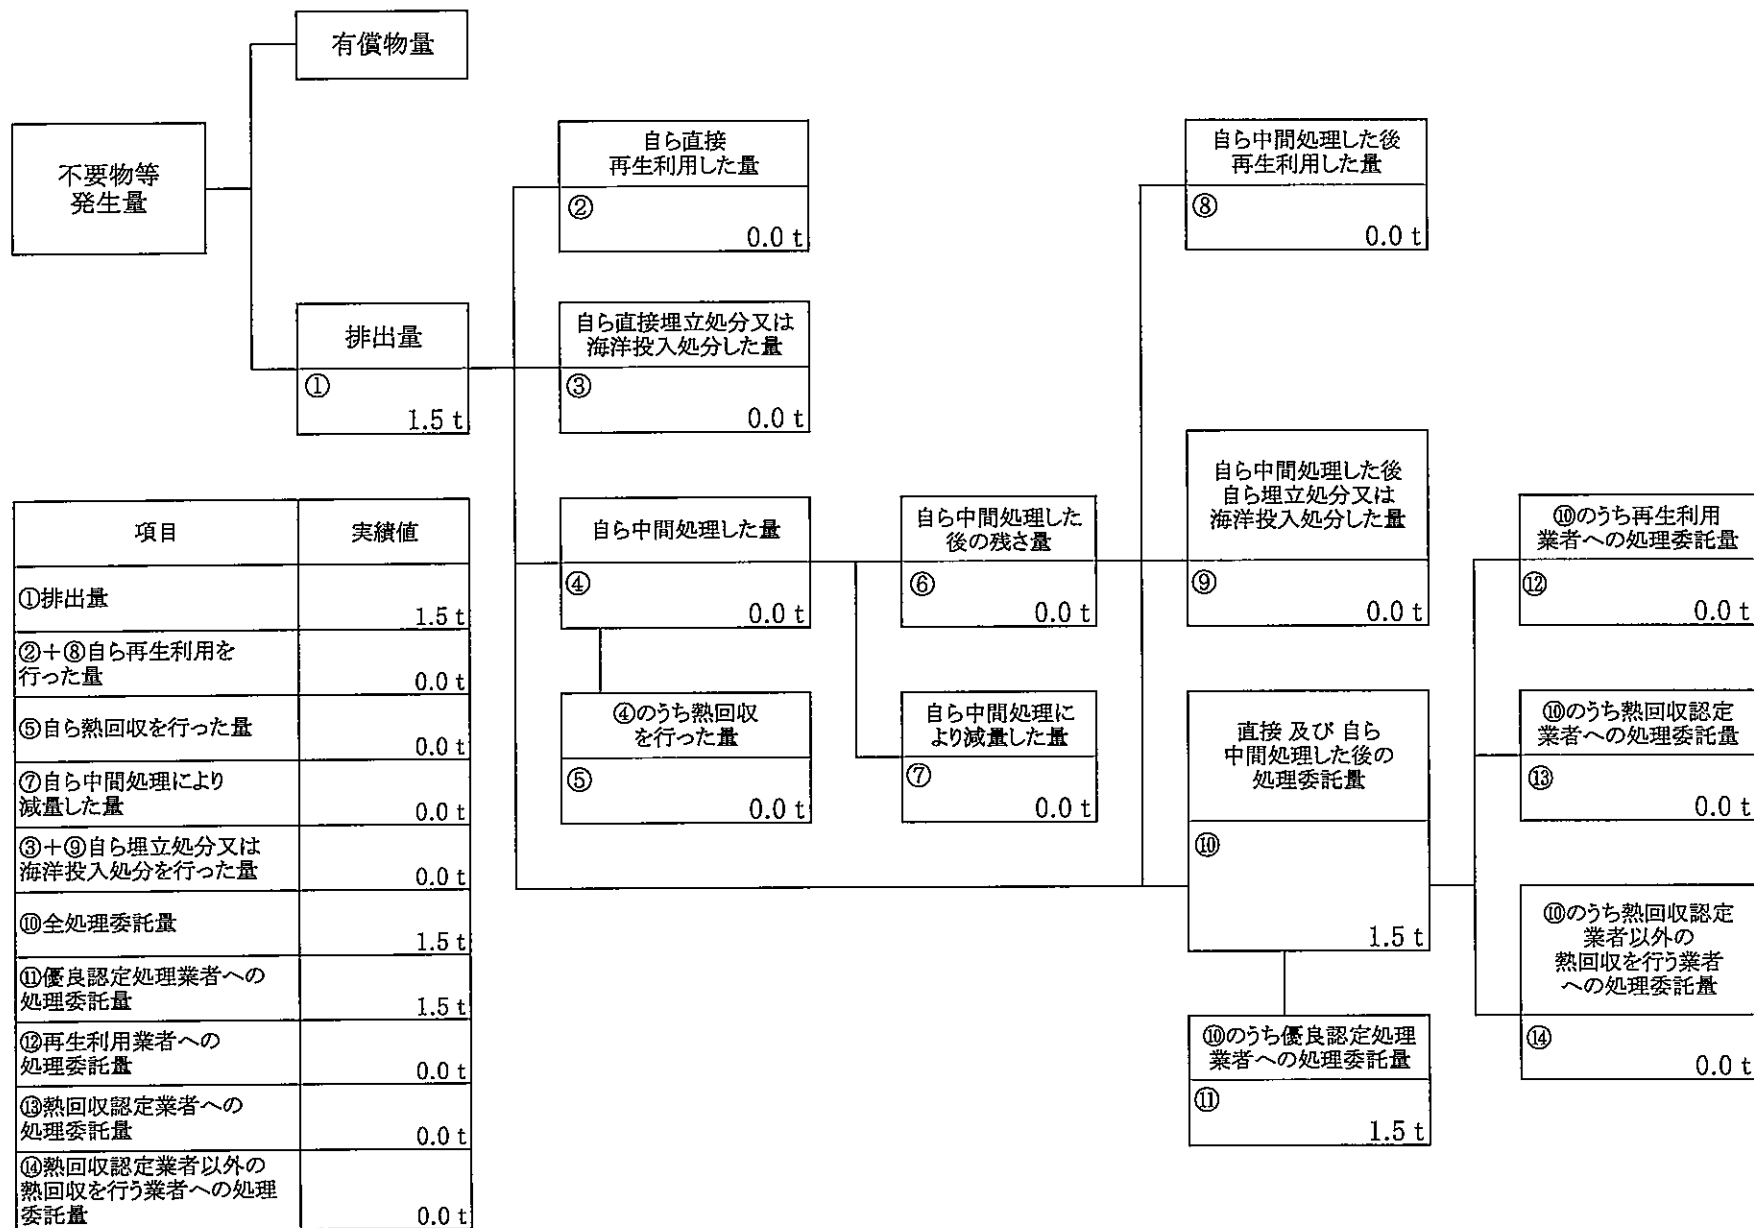 有償物量
不要物等
発生量
排出量
①
1.5 t
自ら直接
再生利用した量
②
0.0 t
自ら直接埋立処分又は
海洋投入処分した量
③
0.0 t
自ら中間処理した量
④
0.0 t
④のうち熱回収
を行った量
⑤
0.0 t
自ら中間処理した
後の残さ量
⑥
0.0 t
自ら中間処理に
より減量した量
⑦
0.0 t
自ら中間処理した後
再生利用した量
⑧
0.0 t
自ら中間処理した後
自ら埋立処分又は
海洋投入処分した量
⑨
0.0 t
直接 及び 自ら
中間処理した後の
処理委託量
⑩
1.5 t
⑩のうち優良認定処理
業者への処理委託量
⑪
1.5 t
⑩のうち再生利用
業者への処理委託量
⑫
0.0 t
⑩のうち熱回収認定
業者への処理委託量
⑬
0.0 t
⑩のうち熱回収認定
業者以外の
熱回収を行う業者
への処理委託量
⑭
0.0 t
項目 実績値
①排出量
1.5 t
②＋⑧自ら再生利用を
行った量 0.0 t
⑤自ら熱回収を行った量
0.0 t
⑦自ら中間処理により
減量した量 0.0 t
③＋⑨自ら埋立処分又は
海洋投入処分を行った量 0.0 t
⑩全処理委託量
1.5 t
⑪優良認定処理業者への
処理委託量 1.5 t
⑫再生利用業者への
処理委託量 0.0 t
⑬熱回収認定業者への
処理委託量 0.0 t
⑭熱回収認定業者以外の
熱回収を行う業者への処理
委託量 0.0 t